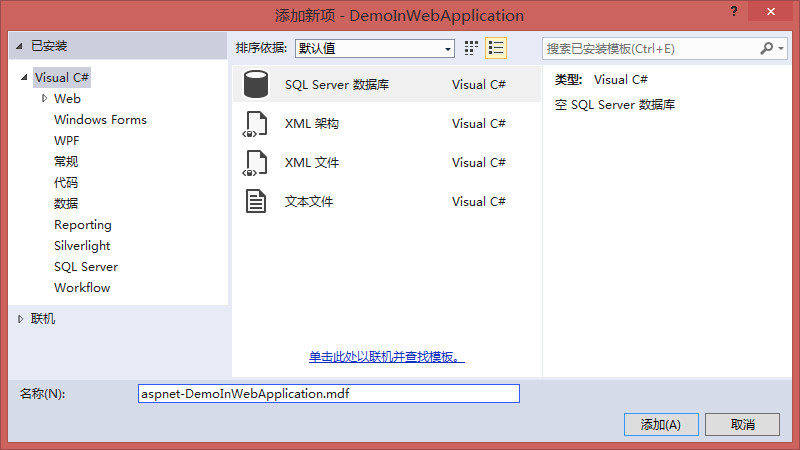 添加新项 - DemoInWebApplication
?
已安装
排序依据: 默认值
搜索已安装模板(Ctrl+E)
Visual C#
Web
Windows Forms
WPF
常规
代码
数据
Reporting
Silverlight
SQL Server
Workflow
联机
SQL Server 数据库 Visual C#
XML 架构 Visual C#
XML 文件 Visual C#
文本文件 Visual C#
单击此处以联机并查找模板。
类型: Visual C#
空 SQL Server 数据库
名称(N): aspnet-DemoInWebApplication.mdf
添加(A) 取消